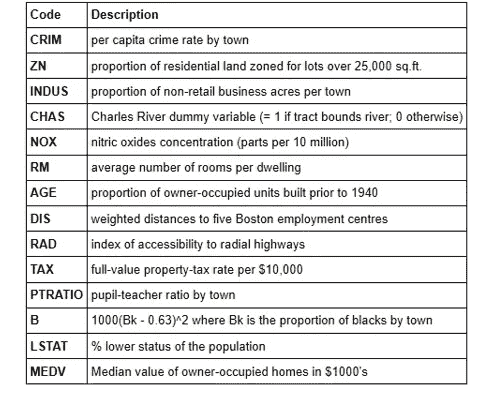 Code Description
CRIM per capita crime rate by town
ZN proportion of residential land zoned for lots over 25,000 sq.ft.
INDUS proportion of non-retail business acres per town
CHAS Charles River dummy variable (= 1 if tract bounds river; 0 otherwise)
NOX nitric oxides concentration (parts per 10 million)
RM average number of rooms per dwelling
AGE proportion of owner-occupied units built prior to 1940
DIS weighted distances to five Boston employment centres
RAD index of accessibility to radial highways
TAX full-value property-tax rate per $10,000
PTRATIO pupil-teacher ratio by town
B 1000(Bk - 0.63)^2 where Bk is the proportion of blacks by town
LSTAT % lower status of the population
MEDV Median value of owner-occupied homes in $1000's